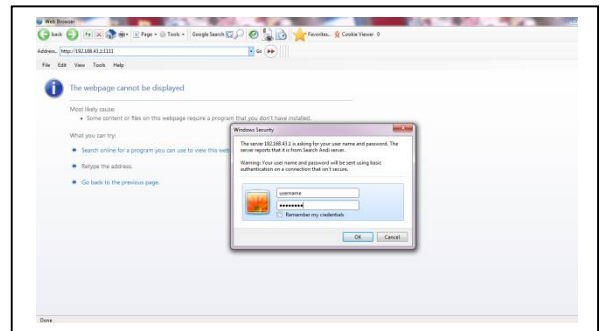 Web Browser
back Page Tools Google Search Favorites.. Cookie Viewer 0
Address.. http://192.168.43.1:1111 Go
File Edit View Tools Help
The webpage cannot be displayed
Most likely cause:
Some content or files on this webpage require a program that you don't have installed.
What you can try:
Search online for a program you can use to view this web
Retype the address.
Go back to the previous page.
Windows Security
The server 192.168.43.1 is asking for your user name and password. The
server reports that it is from Search Andi server.
Warning: Your user name and password will be sent using basic
authentication on a connection that isn't secure.
username
Remember my credentials
OK Cancel
Done